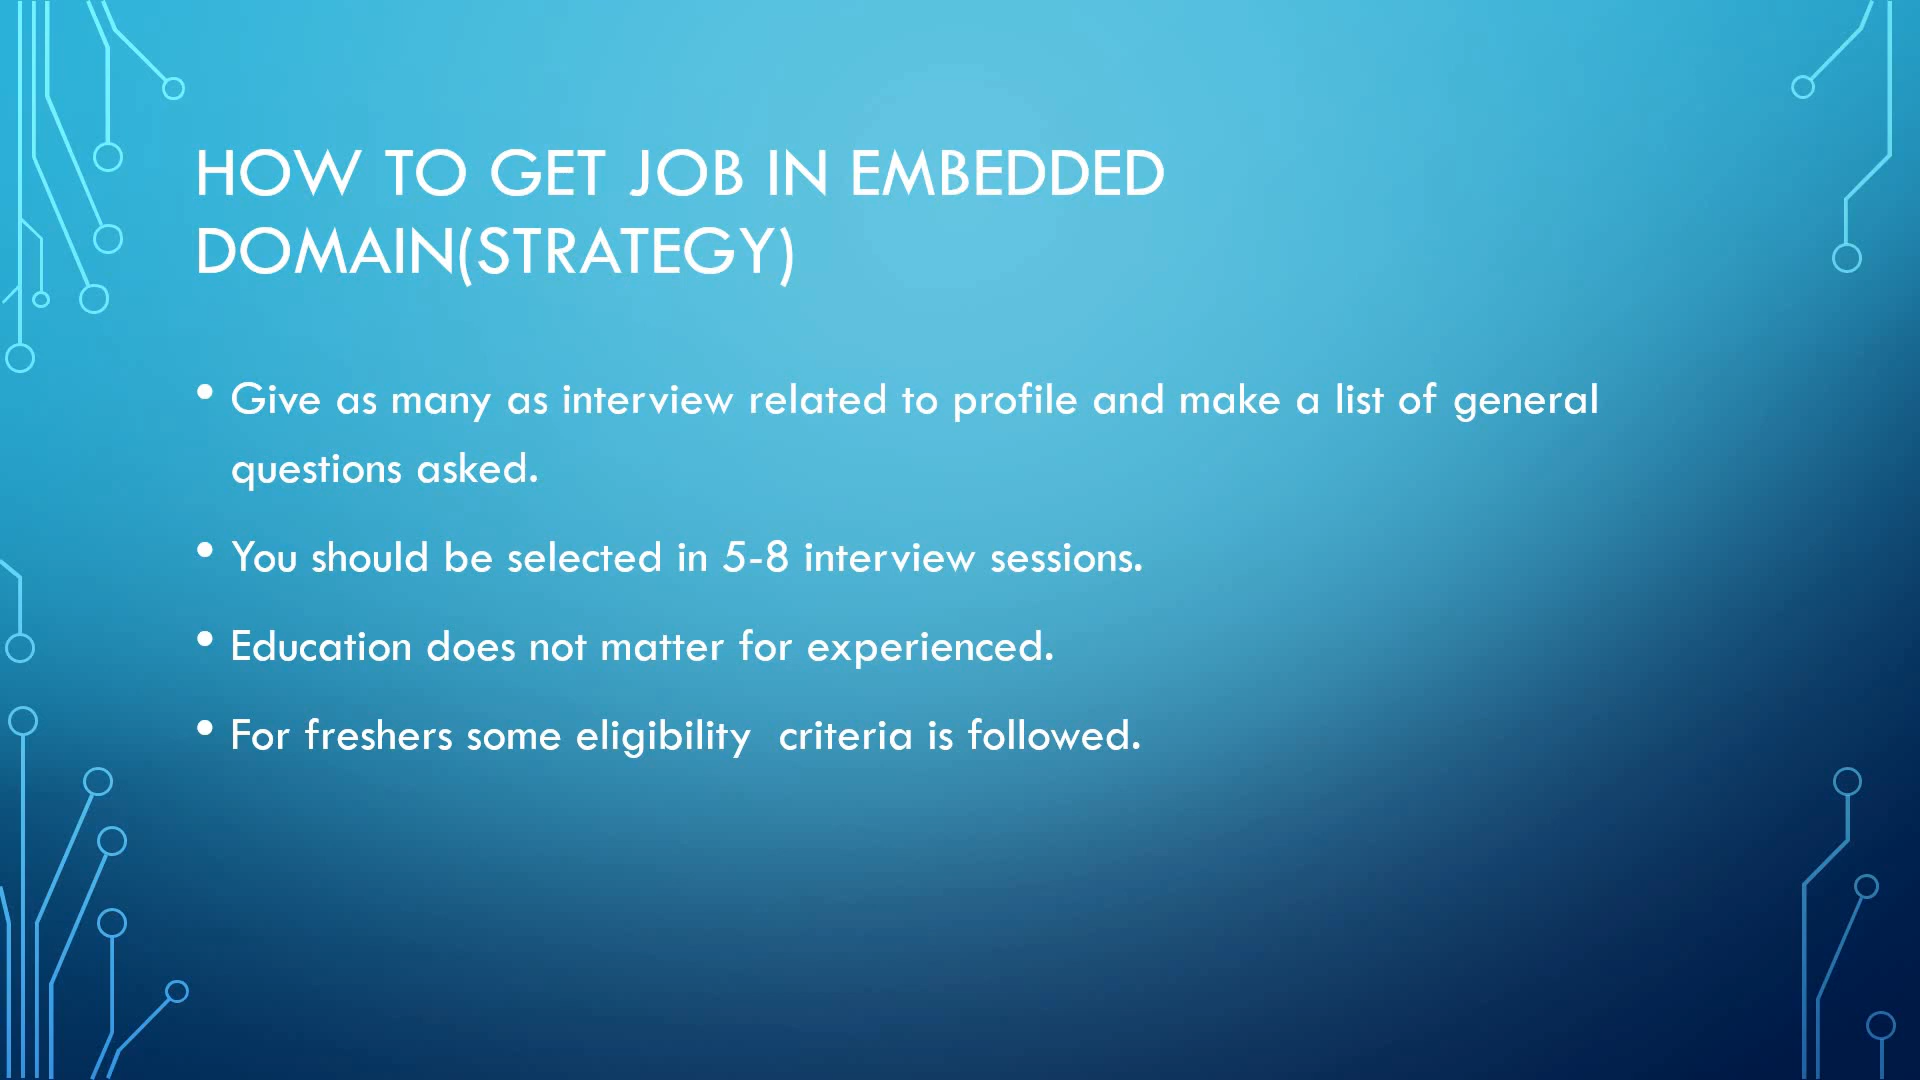 HOW TO GET JOB IN EMBEDDED
DOMAIN(STRATEGY)
• Give as many as interview related to profile and make a list of general
questions asked.
• You should be selected in 5-8 interview sessions.
• Education does not matter for experienced.
• For freshers some eligibility  criteria is followed.